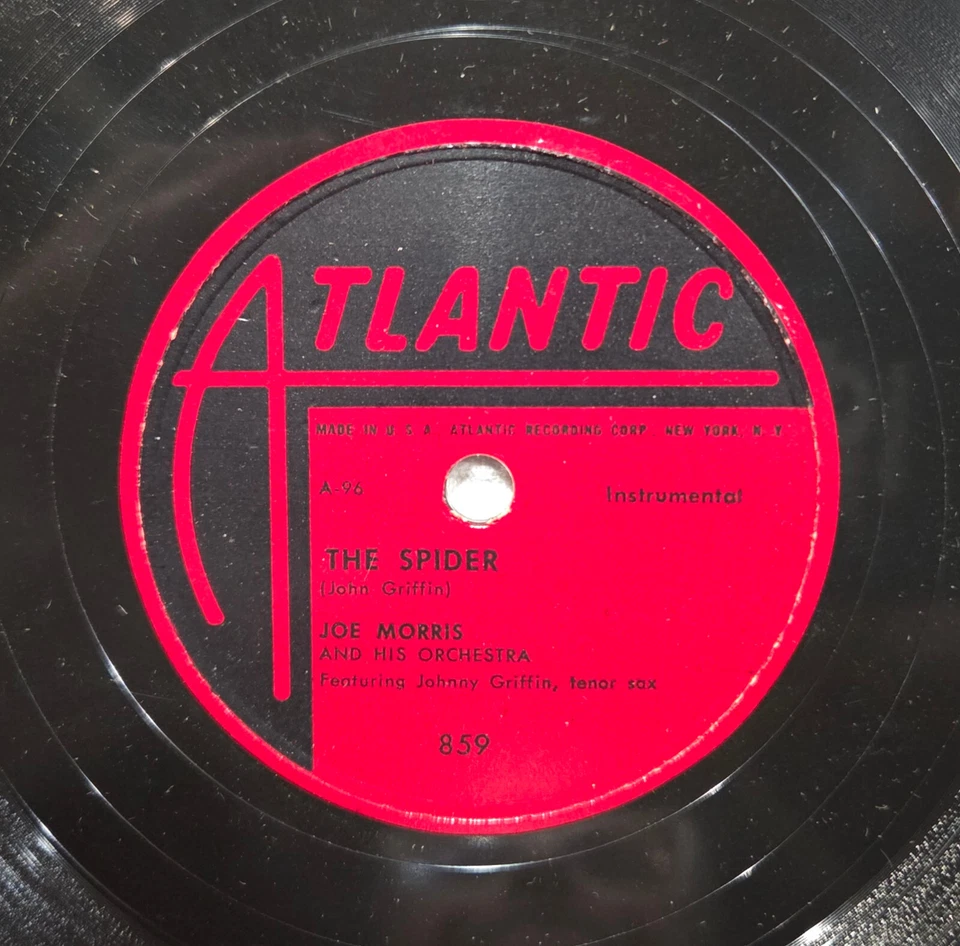 ATLANTIC
MADE IN U.S.A. ATLANTIC RECORDING CORP. NEW YORK, N.Y.
A-96
Instrumental
THE SPIDER
(John Griffin)
JOE MORRIS
AND HIS ORCHESTRA
Featuring Johnny Griffin, tenor sax
859